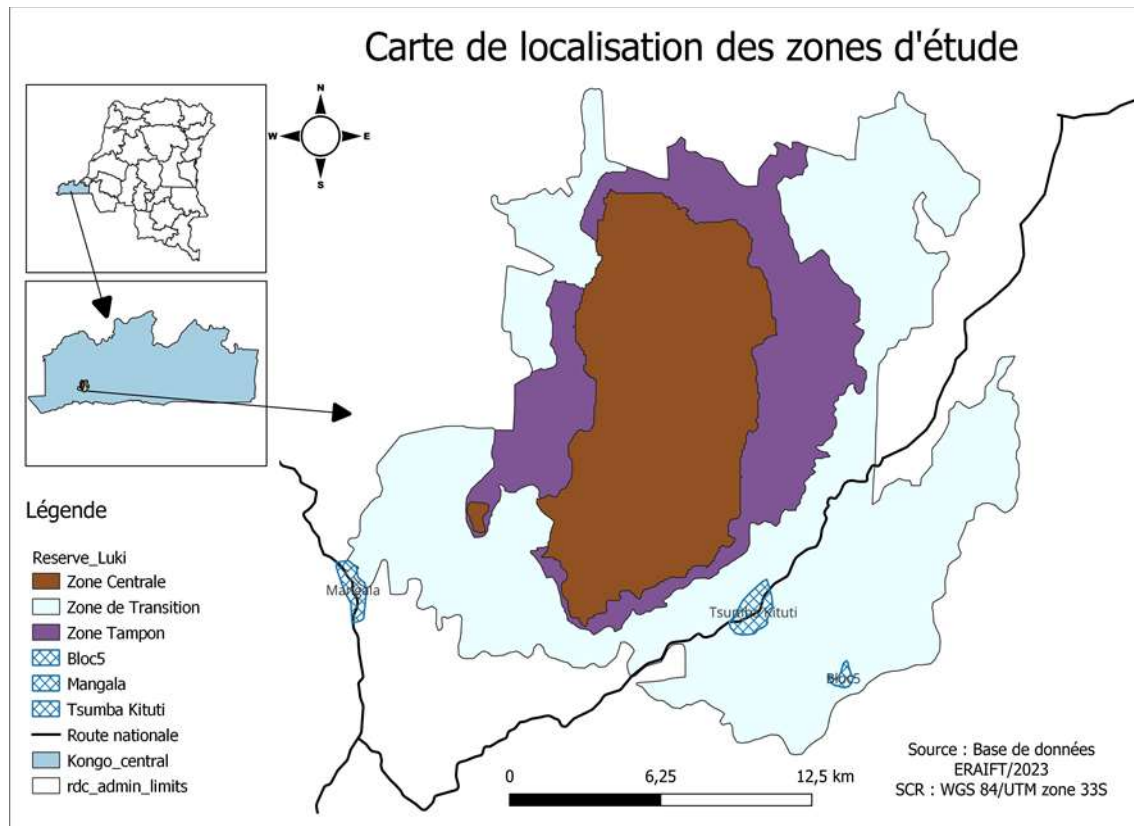 Carte de localisation des zones d'étude
N
W
E
S
Légende
Reserve_Luki
Zone Centrale
Zone de Transition
Zone Tampon
Bloc5
Mangala
Tsumba Kituti
Route nationale
Kongo_central
rdc_admin_limits
Mangala
Tsumba Kituti
Bloc5
0 6,25 12,5 km
Source : Base de données
ERAIFT/2023
SCR : WGS 84/UTM zone 33S